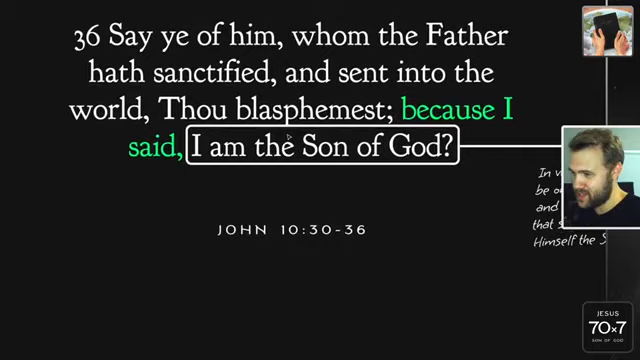 36 Say ye of him, whom the Father
hath sanctified, and sent into the
world, Thou blasphemest; because I
said, I am the Son of God?
JOHN 10:30-36
In
be
and
that
Himself the
JESUS
70×7
SON OF GOD